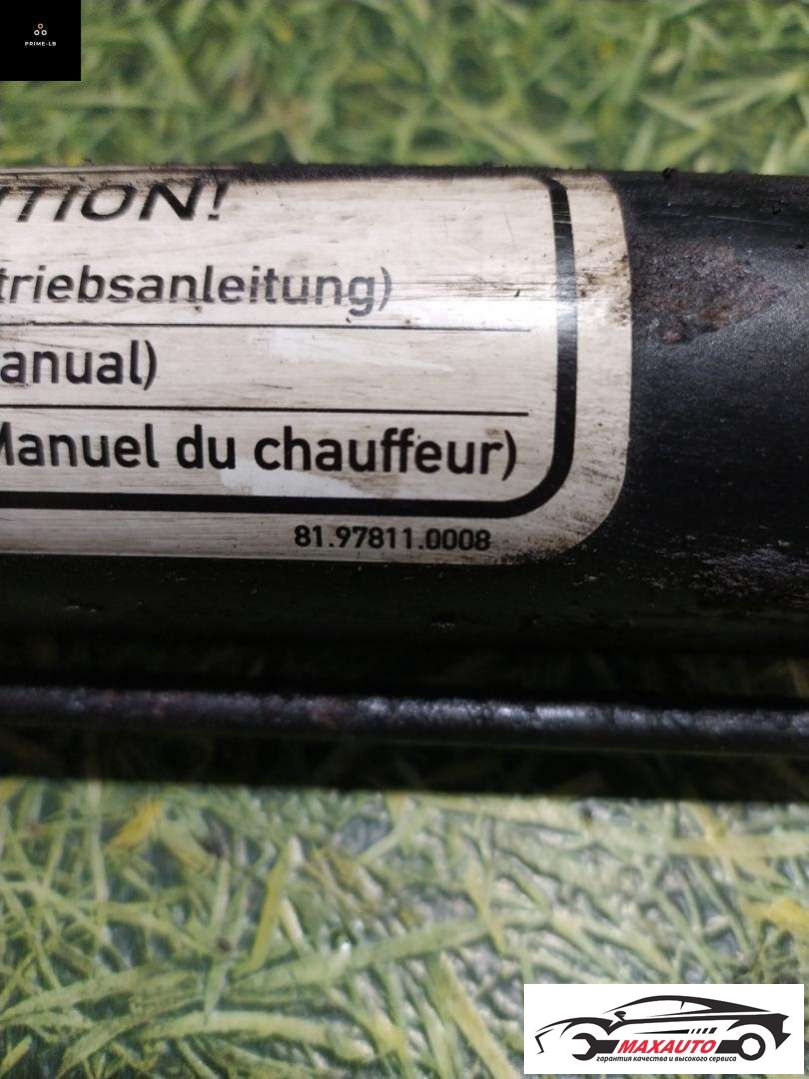 PRIME-LB
TION!
triebsanleitung)
anual)
Manuel du chauffeur)
81.97811.0008
MAXAUTO
гарантия качества и высокого сервиса